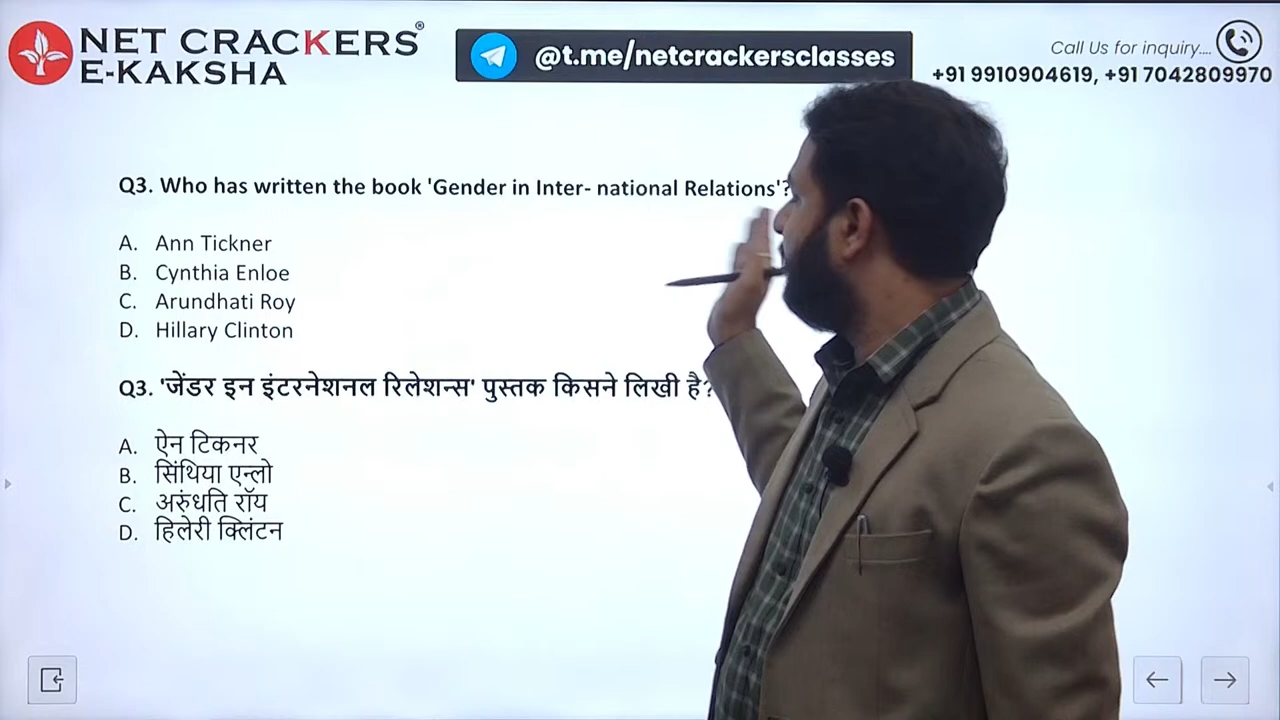 NET CRACKERS®
E-KAKSHA
@t.me/netcrackersclasses
Call Us for inquiry....
+91 9910904619, +91 7042809970
Q3. Who has written the book 'Gender in Inter- national Relations'?
A. Ann Tickner
B. Cynthia Enloe
C. Arundhati Roy
D. Hillary Clinton
Q3. 'जेंडर इन इंटरनेशनल रिलेशन्स' पुस्तक किसने लिखी है?
A. ऐन टिकनर
B. सिंथिया एन्लो
C. अरुंधति रॉय
D. हिलेरी क्लिंटन